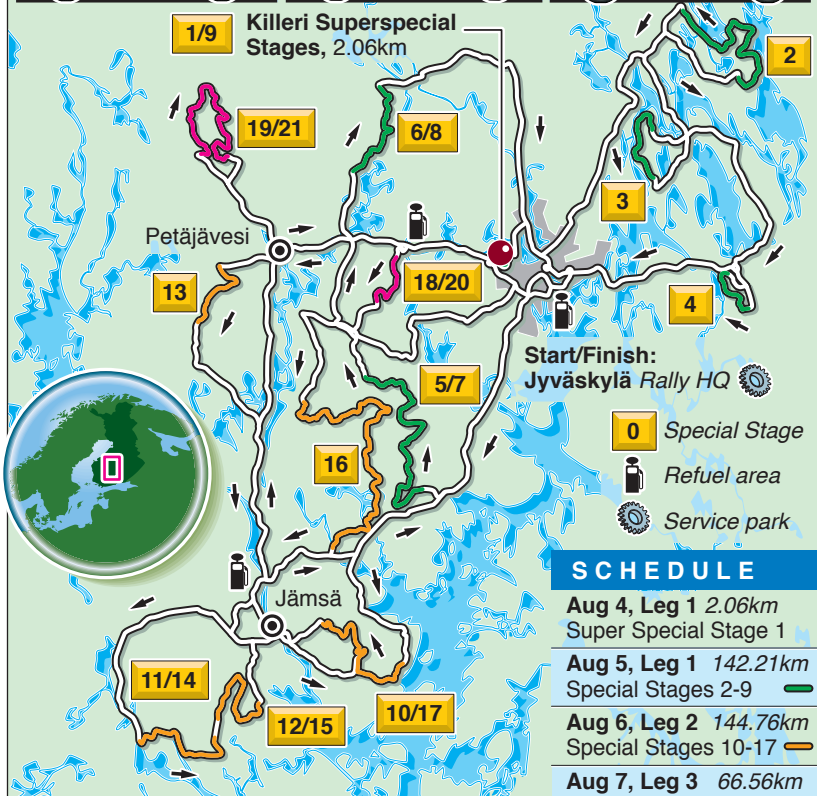 1/9
Killeri Superspecial
Stages, 2.06km
2
19/21
6/8
3
Petäjävesi
13
18/20
4
Start/Finish:
Jyväskylä Rally HQ
5/7
0 Special Stage
16
Refuel area
Service park
SCHEDULE
Aug 4, Leg 1 2.06km
Super Special Stage 1
Jämsä
Aug 5, Leg 1 142.21km
Special Stages 2-9
11/14
12/15
10/17
Aug 6, Leg 2 144.76km
Special Stages 10-17
Aug 7, Leg 3 66.56km